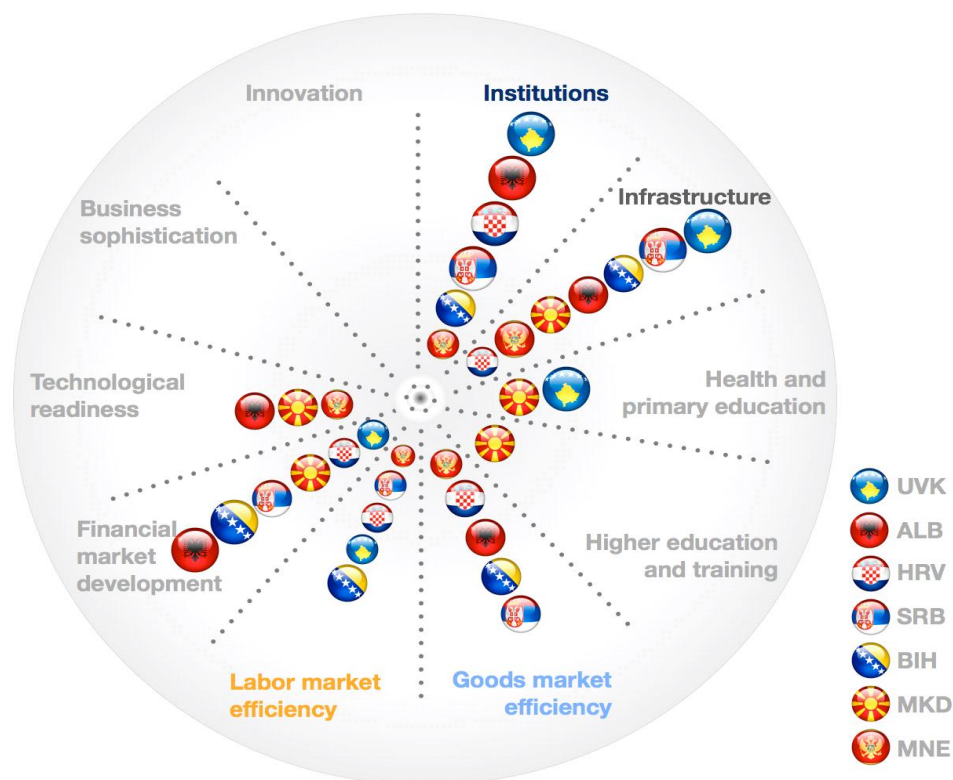 Innovation
Institutions
Business
sophistication
Infrastructure
Technological
readiness
Health and
primary education
Financial
market
development
Higher education
and training
Labor market
efficiency
Goods market
efficiency
UVK
ALB
HRV
SRB
BIH
MKD
MNE